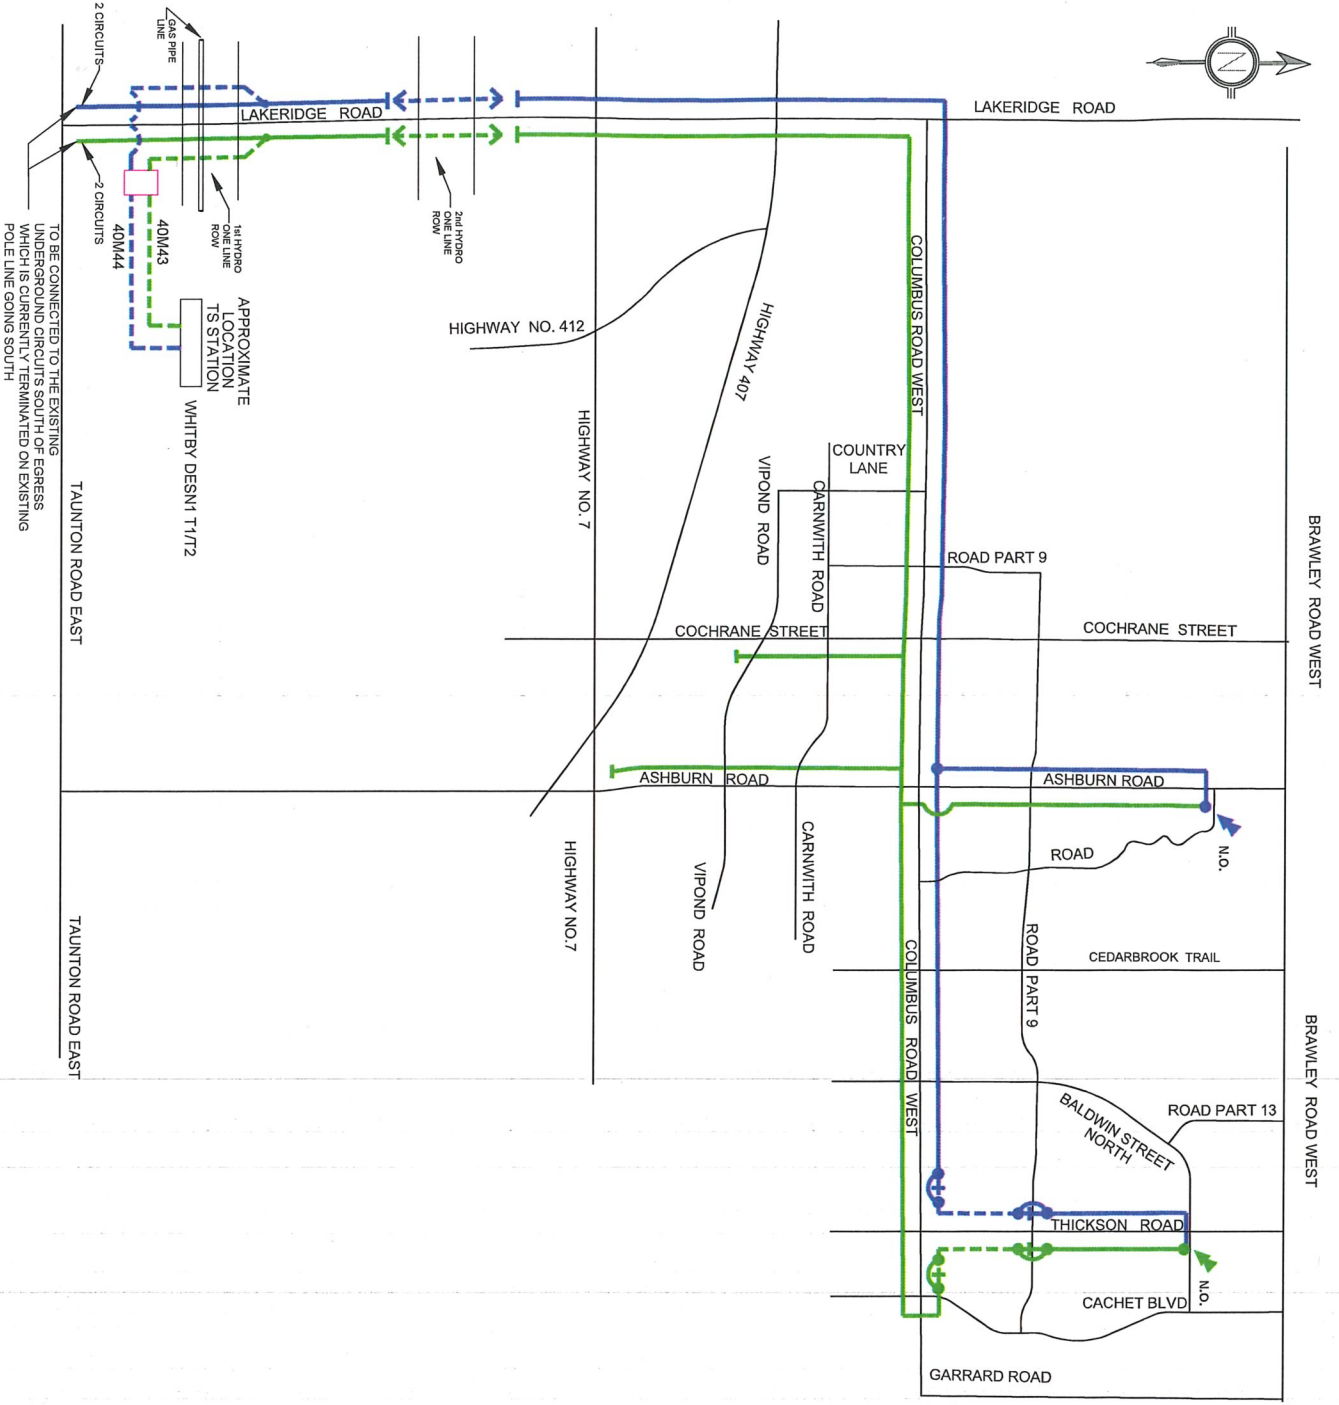 2 CIRCUITS
GAS PIPE
LINE
N
LAKERIDGE ROAD
LAKERIDGE ROAD
2 CIRCUITS
40M43
40M44
1st HYDRO
ONE LINE
ROW
2nd HYDRO
ONE LINE
ROW
TO BE CONNECTED TO THE EXISTING
UNDERGROUND CIRCUITS SOUTH OF EGRESS
WHICH IS CURRENTLY TERMINATED ON EXISTING
POLE LINE GOING SOUTH
APPROXIMATE
LOCATION
TS STATION
WHITBY DESN1 T1/T2
HIGHWAY NO. 412
HIGHWAY 407
COLUMBUS ROAD WEST
HIGHWAY NO. 7
COUNTRY
LANE
VIPOND ROAD
CARNWITH ROAD
TAUNTON ROAD EAST
ROAD PART 9
BRAWLEY ROAD WEST
COCHRANE STREET
COCHRANE STREET
ASHBURN ROAD
ASHBURN ROAD
N.O.
ROAD
HIGHWAY NO.7
VIPOND ROAD
CARNWITH ROAD
TAUNTON ROAD EAST
COLUMBUS ROAD WEST
ROAD PART 9
CEDARBROOK TRAIL
BRAWLEY ROAD WEST
BALDWIN STREET
NORTH
ROAD PART 13
THICKSON ROAD
N.O.
CACHET BLVD
GARRARD ROAD